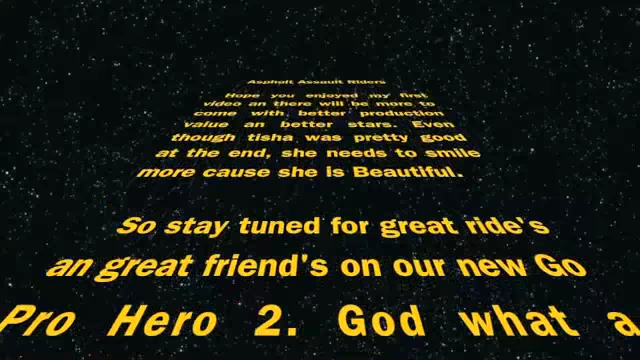 Asphalt Assault Riders
Hope you enjoyed my first
video an there will be more to
come with better production
value an better stars. Even
though tisha was pretty good
at the end, she needs to smile
more cause she is Beautiful.
So stay tuned for great ride's
an great friend's on our new Go
Pro Hero 2. God what a